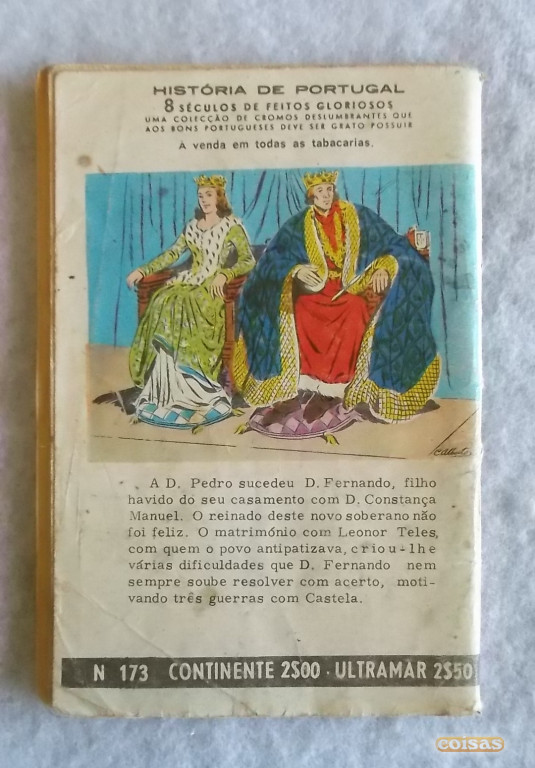 HISTÓRIA DE PORTUGAL
8 SÉCULOS DE FEITOS GLORIOSOS
UMA COLECÇÃO DE CROMOS DESLUMBRANTES QUE
AOS BONS PORTUGUESES DEVE SER GRATO POSSUIR
À venda em todas as tabacarias.
A D. Pedro sucedeu D. Fernando, filho
havido do seu casamento com D. Constança
Manuel. O reinado deste novo soberano não
foi feliz. O matrimónio com Leonor Teles,
com quem o povo antipatizava, criou-lhe
várias dificuldades que D. Fernando nem
sempre soube resolver com acerto, moti-
vando três guerras com Castela.
N 173 CONTINENTE 2$00 · ULTRAMAR 2$50
coisas